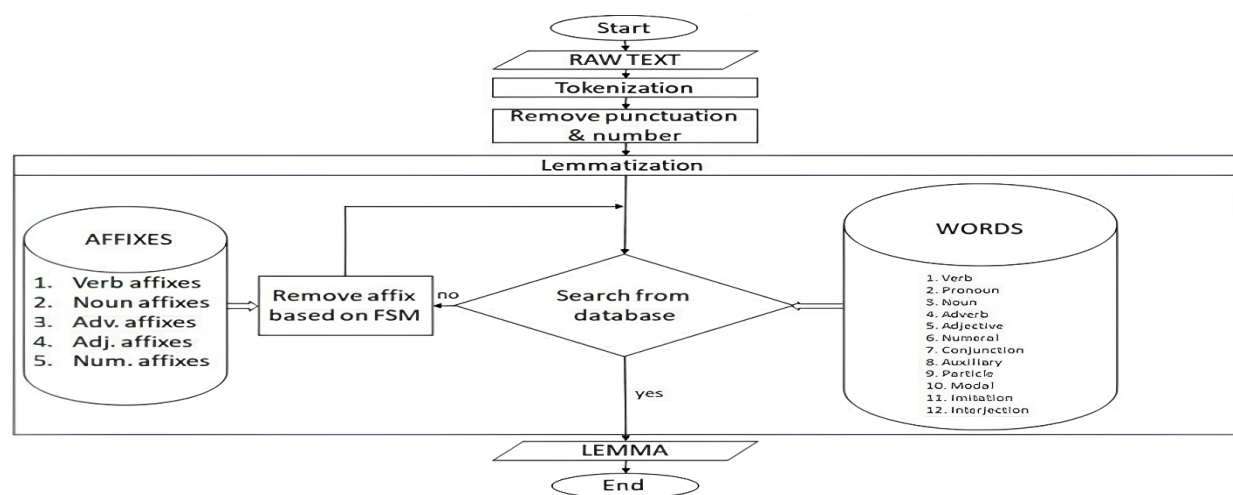 Start
RAW TEXT
Tokenization
Remove punctuation
& number
Lemmatization
AFFIXES
1. Verb affixes
2. Noun affixes
3. Adv. affixes
4. Adj. affixes
5. Num. affixes
Remove affix
based on FSM
no
Search from
database
yes
WORDS
1. Verb
2. Pronoun
3. Noun
4. Adverb
5. Adjective
6. Numeral
7. Conjunction
8. Auxiliary
9. Particle
10. Modal
11. Imitation
12. Interjection
LEMMA
End